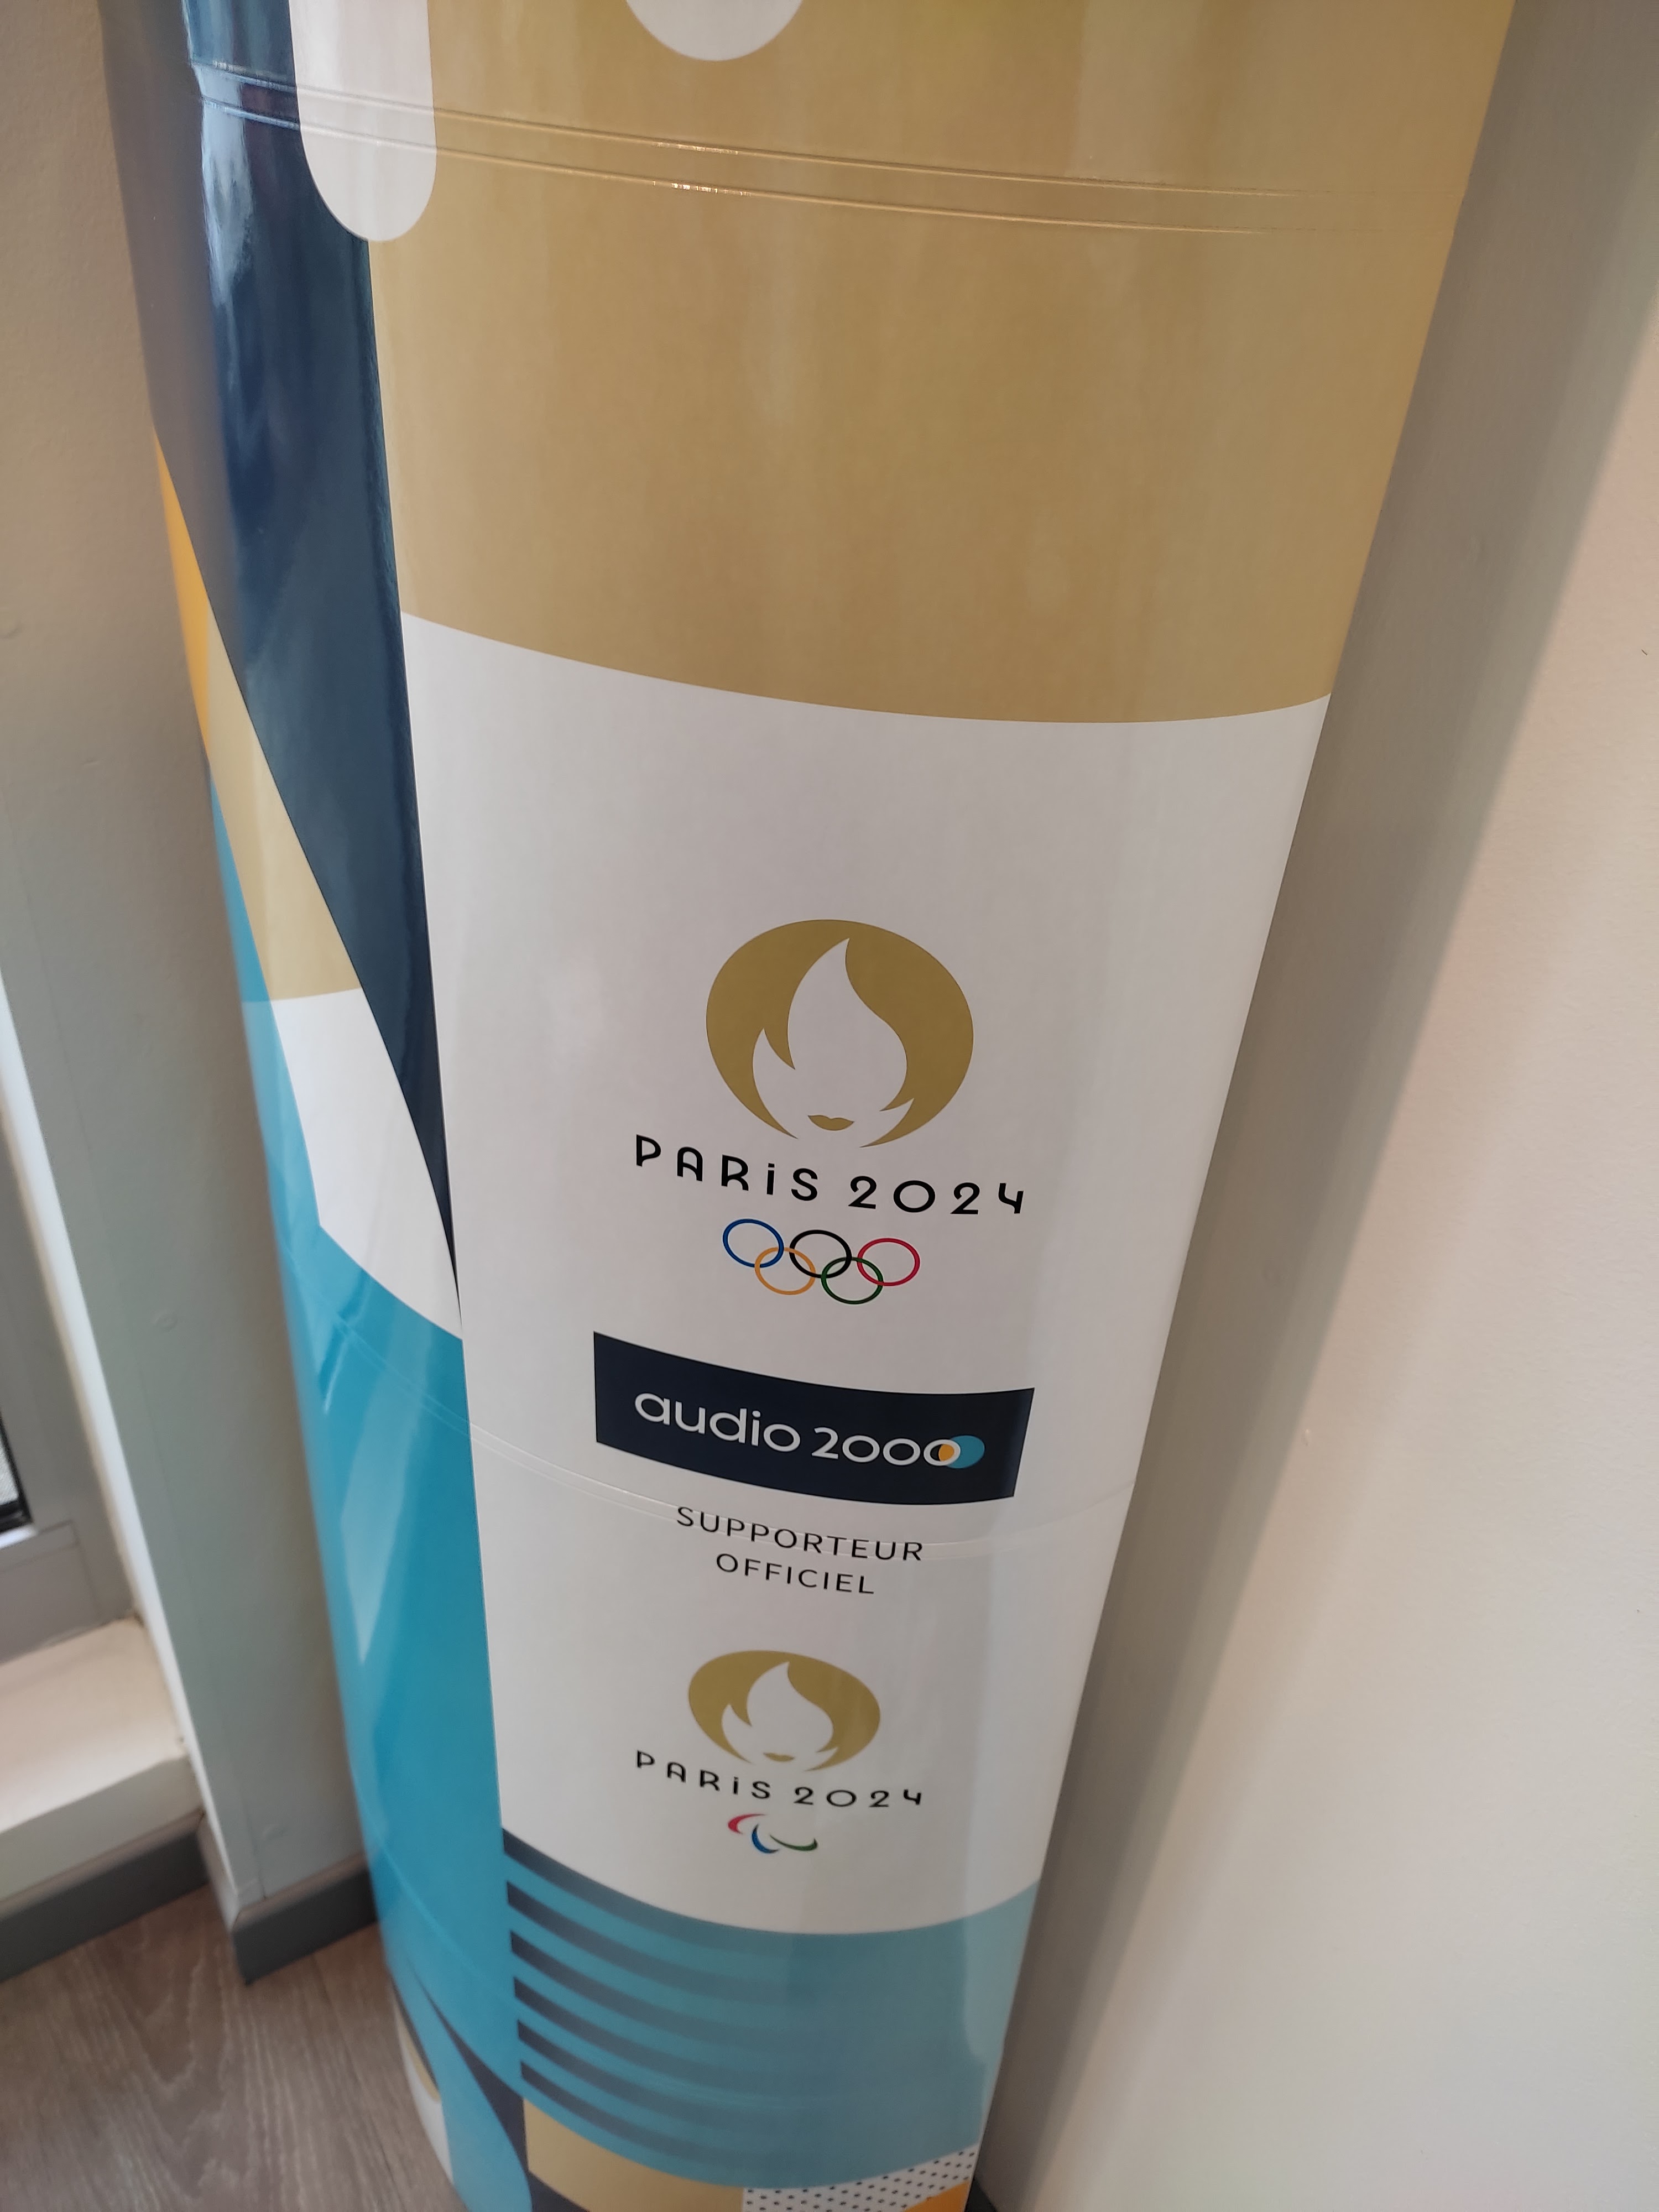 PARiS 2024
audio 2000
SUPPORTEUR
OFFICIEL
PARiS 2024